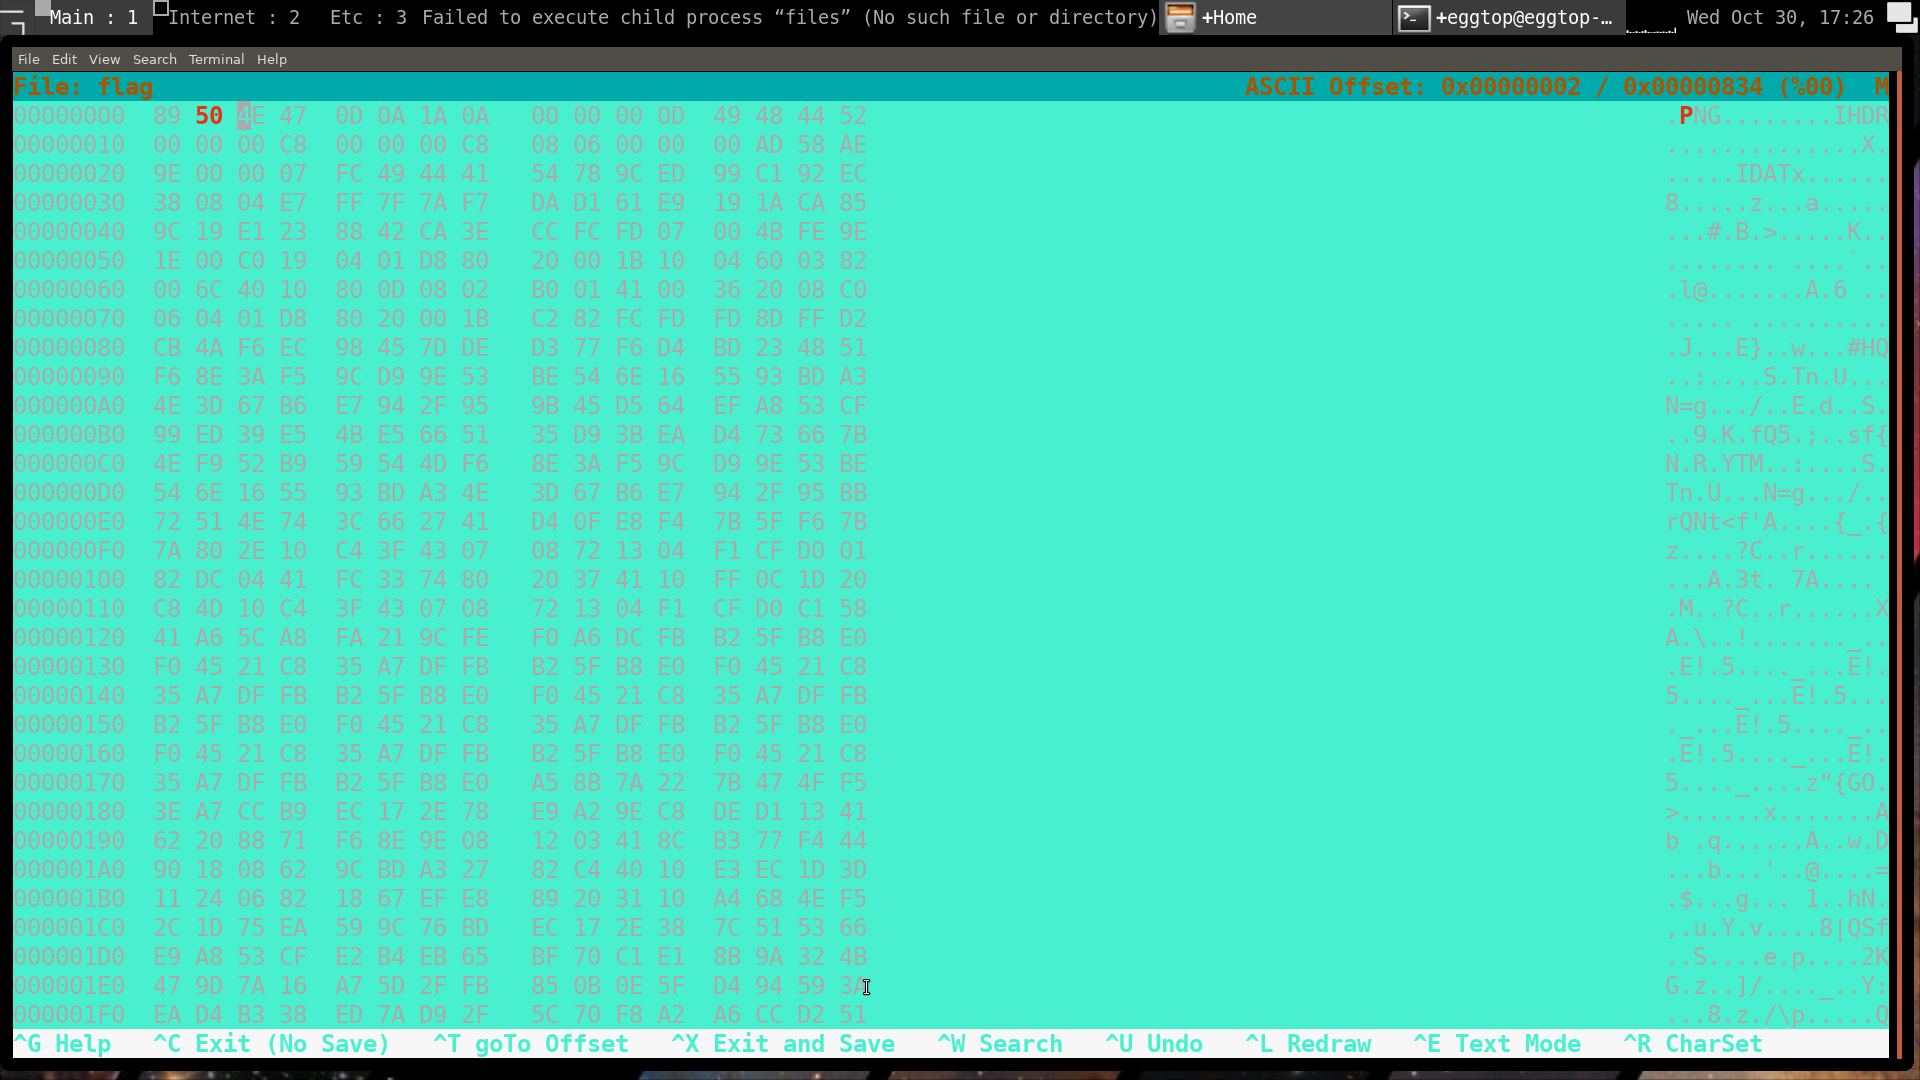 Main : 1 Internet : 2 Etc : 3 Failed to execute child process “files” (No such file or directory) +Home +eggtop@eggtop-… Wed Oct 30, 17:26
File Edit View Search Terminal Help
File: flag ASCII Offset: 0x00000002 / 0x00000834 (%00) M
00000000 89 50 4E 47 0D 0A 1A 0A 00 00 00 0D 49 48 44 52 .PNG........IHDR
00000010 00 00 00 C8 00 00 00 C8 08 06 00 00 00 AD 58 AE ..............X.
00000020 9E 00 00 07 FC 49 44 41 54 78 9C ED 99 C1 92 EC .....IDATx......
00000030 38 08 04 E7 FF 7F 7A F7 DA D1 61 E9 19 1A CA 85 8.....z...a.....
00000040 9C 19 E1 23 88 42 CA 3E CC FC FD 07 00 4B FE 9E ...#.B.>.....K..
00000050 1E 00 C0 19 04 01 D8 80 20 00 1B 10 04 60 03 82 ........ ....`..
00000060 00 6C 40 10 80 0D 08 02 B0 01 41 00 36 20 08 C0 .l@.......A.6 ..
00000070 06 04 01 D8 80 20 00 1B C2 82 FC FD FD 8D FF D2 ..... ..........
00000080 CB 4A F6 EC 98 45 7D DE D3 77 F6 D4 BD 23 48 51 .J...E}..w...#HQ
00000090 F6 8E 3A F5 9C D9 9E 53 BE 54 6E 16 55 93 BD A3 ..:....S.Tn.U...
000000A0 4E 3D 67 B6 E7 94 2F 95 9B 45 D5 64 EF A8 53 CF N=g.../..E.d..S.
000000B0 99 ED 39 E5 4B E5 66 51 35 D9 3B EA D4 73 66 7B ..9.K.fQ5.;..sf{
000000C0 4E F9 52 B9 59 54 4D F6 8E 3A F5 9C D9 9E 53 BE N.R.YTM..:....S.
000000D0 54 6E 16 55 93 BD A3 4E 3D 67 B6 E7 94 2F 95 BB Tn.U...N=g.../..
000000E0 72 51 4E 74 3C 66 27 41 D4 0F E8 F4 7B 5F F6 7B rQNt<f'A....{_.{
000000F0 7A 80 2E 10 C4 3F 43 07 08 72 13 04 F1 CF D0 01 z....?C..r......
00000100 82 DC 04 41 FC 33 74 80 20 37 41 10 FF 0C 1D 20 ...A.3t. 7A....
00000110 C8 4D 10 C4 3F 43 07 08 72 13 04 F1 CF D0 C1 58 .M..?C..r......X
00000120 41 A6 5C A8 FA 21 9C FE F0 A6 DC FB B2 5F B8 E0 A.\..!......._..
00000130 F0 45 21 C8 35 A7 DF FB B2 5F B8 E0 F0 45 21 C8 .E!.5...._...E!.
00000140 35 A7 DF FB B2 5F B8 E0 F0 45 21 C8 35 A7 DF FB 5...._...E!.5...
00000150 B2 5F B8 E0 F0 45 21 C8 35 A7 DF FB B2 5F B8 E0 ._...E!.5...._..
00000160 F0 45 21 C8 35 A7 DF FB B2 5F B8 E0 F0 45 21 C8 .E!.5...._...E!.
00000170 35 A7 DF FB B2 5F B8 E0 A5 8B 7A 22 7B 47 4F F5 5...._....z"{GO.
00000180 3E A7 CC B9 EC 17 2E 78 E9 A2 9E C8 DE D1 13 41 >......x.......A
00000190 62 20 88 71 F6 8E 9E 08 12 03 41 8C B3 77 F4 44 b .q......A..w.D
000001A0 90 18 08 62 9C BD A3 27 82 C4 40 10 E3 EC 1D 3D ...b...'..@....=
000001B0 11 24 06 82 18 67 EF E8 89 20 31 10 A4 68 4E F5 .$...g... 1..hN.
000001C0 2C 1D 75 EA 59 9C 76 BD EC 17 2E 38 7C 51 53 66 ,.u.Y.v....8|QSf
000001D0 E9 A8 53 CF E2 B4 EB 65 BF 70 C1 E1 8B 9A 32 4B ..S....e.p....2K
000001E0 47 9D 7A 16 A7 5D 2F FB 85 0B 0E 5F D4 94 59 3A G.z..]/...._..Y:
000001F0 EA D4 B3 38 ED 7A D9 2F 5C 70 F8 A2 A6 CC D2 51 ...8.z./\p.....Q
^G Help ^C Exit (No Save) ^T goTo Offset ^X Exit and Save ^W Search ^U Undo ^L Redraw ^E Text Mode ^R CharSet